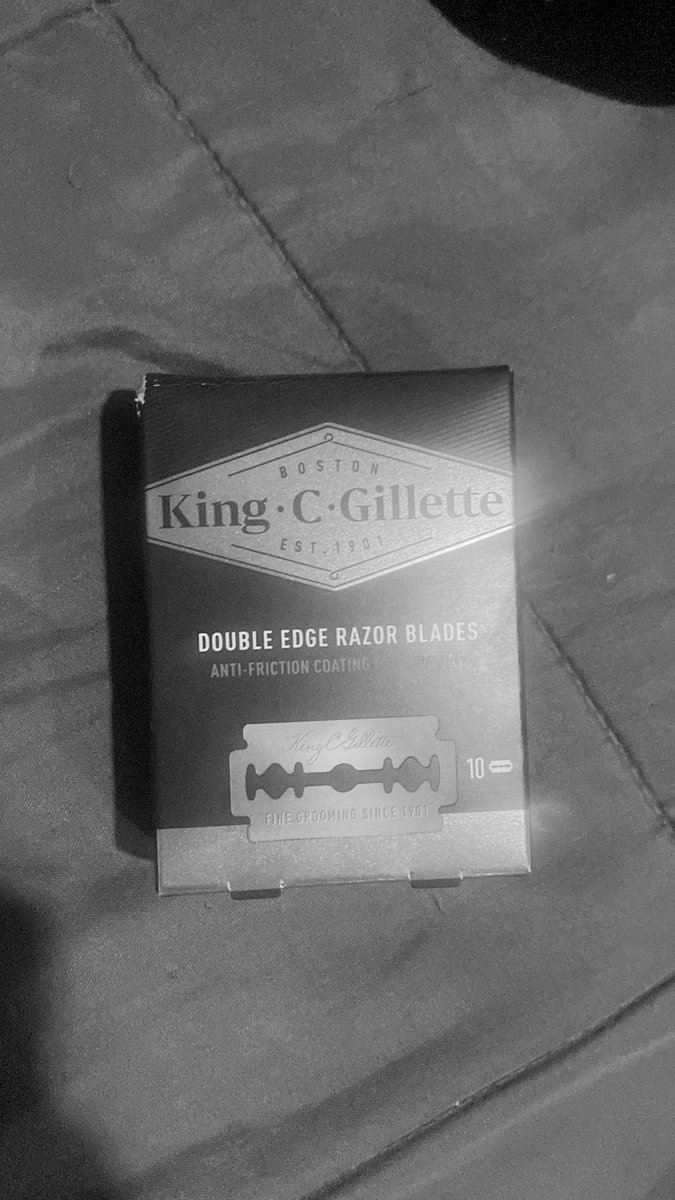 BOSTON
King·C·Gillette
EST. 1901
DOUBLE EDGE RAZOR BLADES
ANTI-FRICTION COATING
King C Gillette
FINE GROOMING SINCE 1901
10